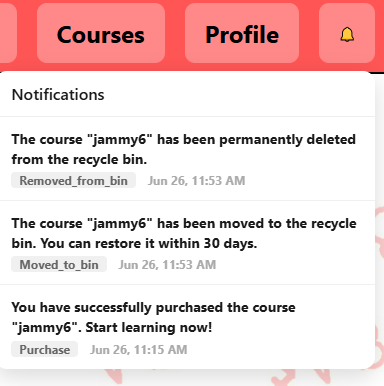 Courses
Profile
Notifications
The course "jammy6" has been permanently deleted
from the recycle bin.
Removed_from_bin Jun 26, 11:53 AM
The course "jammy6" has been moved to the recycle
bin. You can restore it within 30 days.
Moved_to_bin Jun 26, 11:53 AM
You have successfully purchased the course
"jammy6". Start learning now!
Purchase Jun 26, 11:15 AM